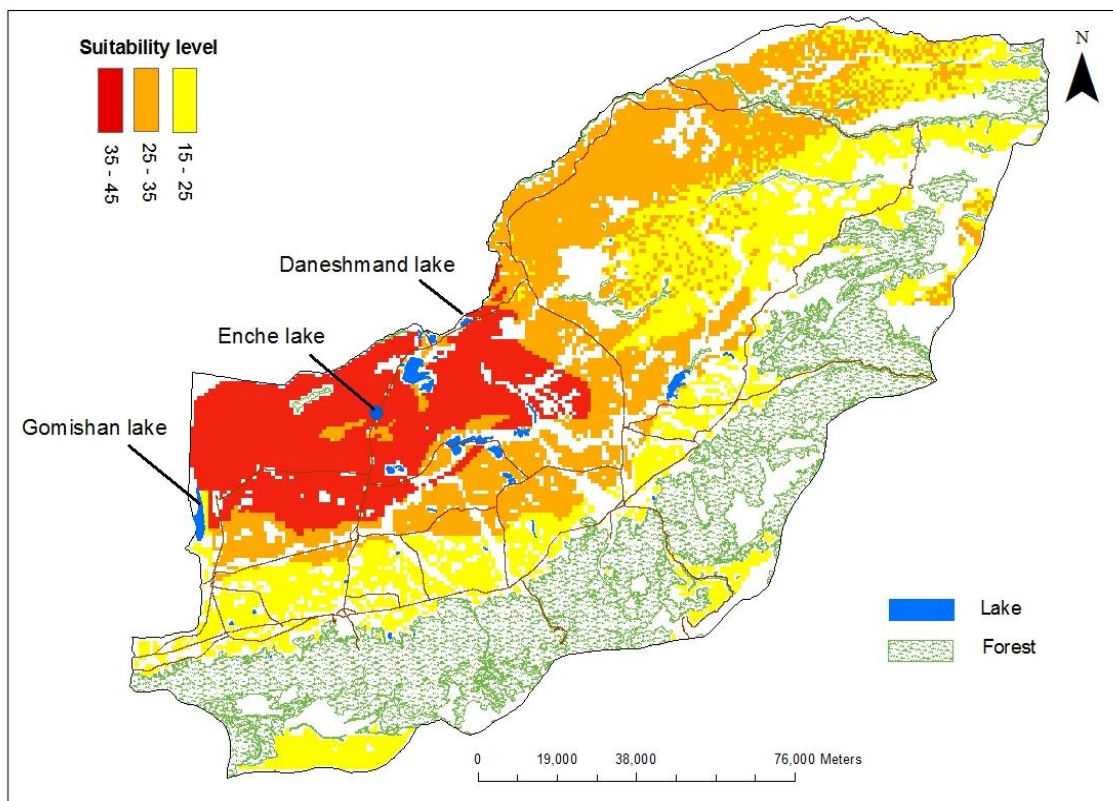 Suitability level
35 - 45
25 - 35
15 - 25
N
Daneshmand lake
Enche lake
Gomishan lake
Lake
Forest
0 19,000 38,000 76,000 Meters